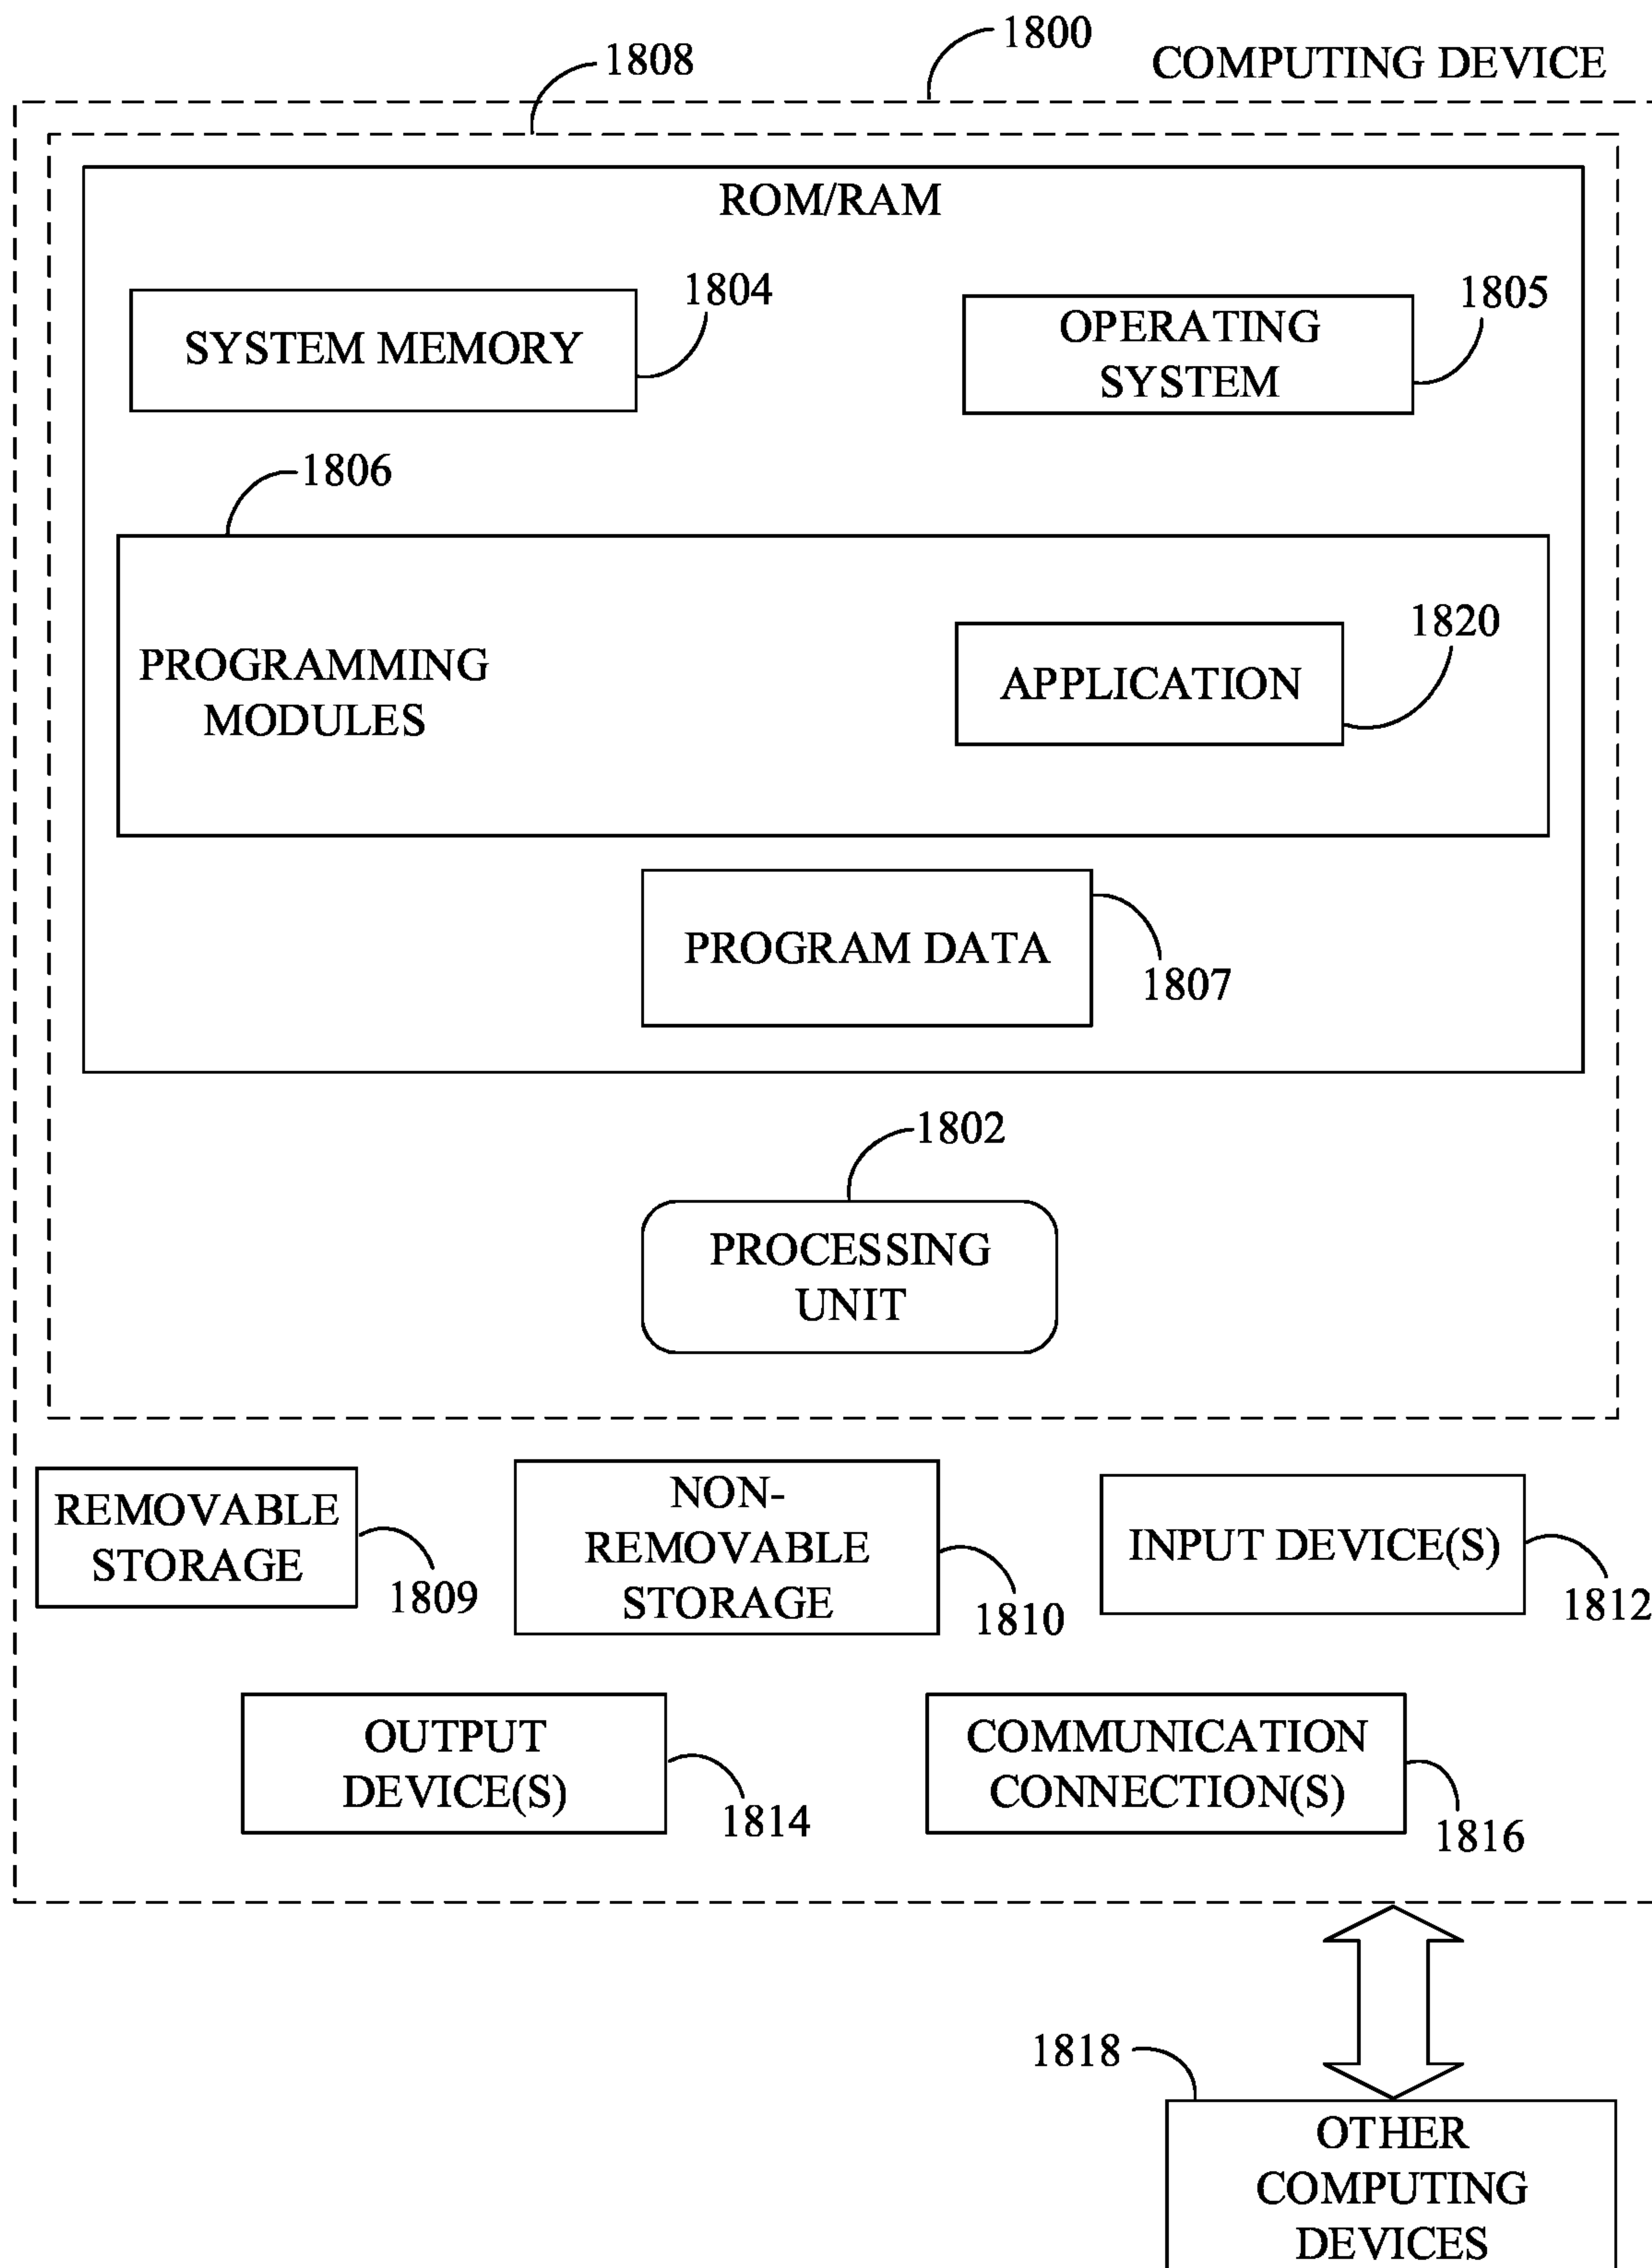 1800
1808
COMPUTING DEVICE
ROM/RAM
1804
SYSTEM MEMORY
1805
OPERATING
SYSTEM
1806
PROGRAMMING
MODULES
1820
APPLICATION
PROGRAM DATA
1807
1802
PROCESSING
UNIT
REMOVABLE
STORAGE
1809
NON-
REMOVABLE
STORAGE
1810
INPUT DEVICE(S)
1812
OUTPUT
DEVICE(S)
1814
COMMUNICATION
CONNECTION(S)
1816
1818
OTHER
COMPUTING
DEVICES